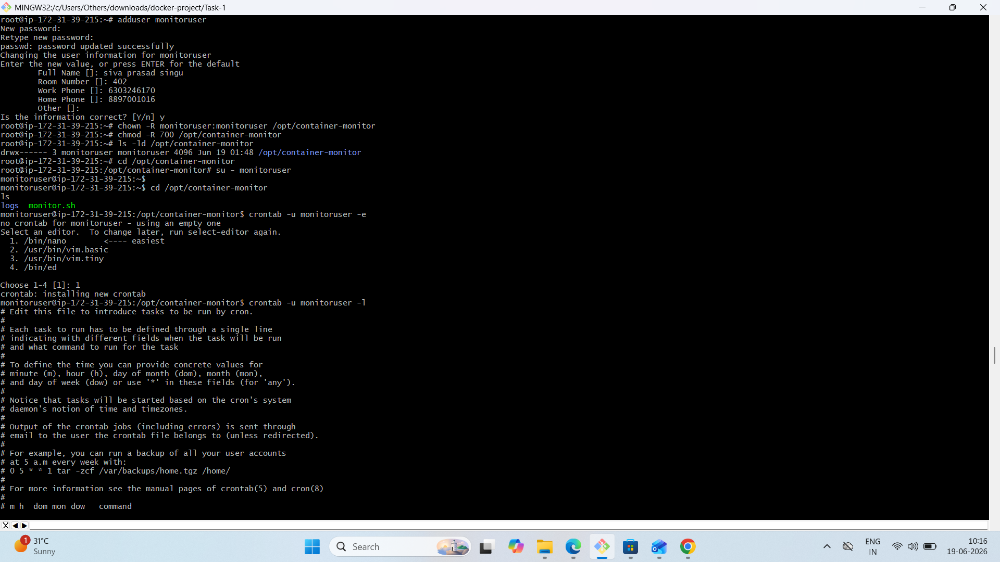 MINGW32:/c/Users/Others/downloads/docker-project/Task-1
root@ip-172-31-39-215:~# adduser monitoruser
New password:
Retype new password:
passwd: password updated successfully
Changing the user information for monitoruser
Enter the new value, or press ENTER for the default
Full Name []: siva prasad singu
Room Number []: 402
Work Phone []: 6303246170
Home Phone []: 8897001016
Other []:
Is the information correct? [Y/n] y
root@ip-172-31-39-215:~# chown -R monitoruser:monitoruser /opt/container-monitor
root@ip-172-31-39-215:~# chmod -R 700 /opt/container-monitor
root@ip-172-31-39-215:~# ls -ld /opt/container-monitor
drwx------ 3 monitoruser monitoruser 4096 Jun 19 01:48 /opt/container-monitor
root@ip-172-31-39-215:~# cd /opt/container-monitor
root@ip-172-31-39-215:/opt/container-monitor# su - monitoruser
monitoruser@ip-172-31-39-215:~$
monitoruser@ip-172-31-39-215:~$ cd /opt/container-monitor
ls
logs  monitor.sh
monitoruser@ip-172-31-39-215:/opt/container-monitor$ crontab -u monitoruser -e
no crontab for monitoruser - using an empty one
Select an editor.  To change later, run select-editor again.
1. /bin/nano        <---- easiest
2. /usr/bin/vim.basic
3. /usr/bin/vim.tiny
4. /bin/ed
Choose 1-4 [1]: 1
crontab: installing new crontab
monitoruser@ip-172-31-39-215:/opt/container-monitor$ crontab -u monitoruser -l
# Edit this file to introduce tasks to be run by cron.
#
# Each task to run has to be defined through a single line
# indicating with different fields when the task will be run
# and what command to run for the task
#
# To define the time you can provide concrete values for
# minute (m), hour (h), day of month (dom), month (mon),
# and day of week (dow) or use '*' in these fields (for 'any').
#
# Notice that tasks will be started based on the cron's system
# daemon's notion of time and timezones.
#
# Output of the crontab jobs (including errors) is sent through
# email to the user the crontab file belongs to (unless redirected).
#
# For example, you can run a backup of all your user accounts
# at 5 a.m every week with:
# 0 5 * * 1 tar -zcf /var/backups/home.tgz /home/
#
# For more information see the manual pages of crontab(5) and cron(8)
#
# m h  dom mon dow   command
1
31°C
Sunny
Search
ENG
IN
10:16
19-06-2026